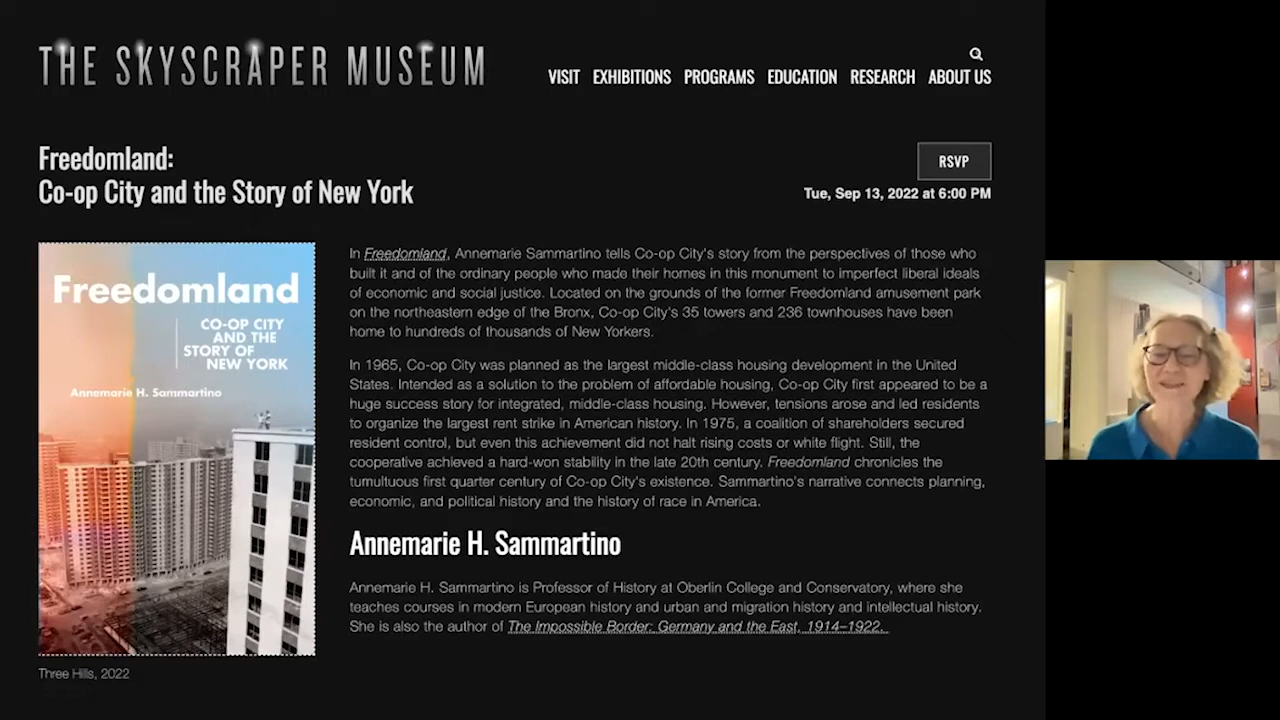 THE SKYSCRAPER MUSEUM
VISIT EXHIBITIONS PROGRAMS EDUCATION RESEARCH ABOUT US
Freedomland:
Co-op City and the Story of New York
RSVP
Tue, Sep 13, 2022 at 6:00 PM
Freedomland
CO-OP CITY
AND THE
STORY OF
NEW YORK
Annemarie H. Sammartino
Three Hills, 2022
In Freedomland, Annemarie Sammartino tells Co-op City's story from the perspectives of those who
built it and of the ordinary people who made their homes in this monument to imperfect liberal ideals
of economic and social justice. Located on the grounds of the former Freedomland amusement park
on the northeastern edge of the Bronx, Co-op City's 35 towers and 236 townhouses have been
home to hundreds of thousands of New Yorkers.
In 1965, Co-op City was planned as the largest middle-class housing development in the United
States. Intended as a solution to the problem of affordable housing, Co-op City first appeared to be a
huge success story for integrated, middle-class housing. However, tensions arose and led residents
to organize the largest rent strike in American history. In 1975, a coalition of shareholders secured
resident control, but even this achievement did not halt rising costs or white flight. Still, the
cooperative achieved a hard-won stability in the late 20th century. Freedomland chronicles the
tumultuous first quarter century of Co-op City's existence. Sammartino's narrative connects planning,
economic, and political history and the history of race in America.
Annemarie H. Sammartino
Annemarie H. Sammartino is Professor of History at Oberlin College and Conservatory, where she
teaches courses in modern European history and urban and migration history and intellectual history.
She is also the author of The Impossible Border: Germany and the East, 1914–1922.